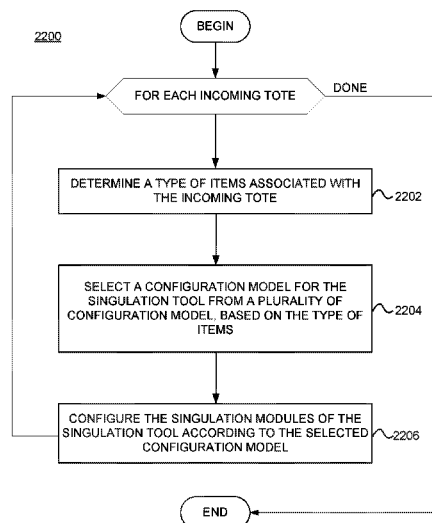 2200
BEGIN
FOR EACH INCOMING TOTE
DONE
DETERMINE A TYPE OF ITEMS ASSOCIATED WITH
THE INCOMING TOTE
2202
SELECT A CONFIGURATION MODEL FOR THE
SINGULATION TOOL FROM A PLURALITY OF
CONFIGURATION MODEL, BASED ON THE TYPE OF
ITEMS
2204
CONFIGURE THE SINGULATION MODULES OF THE
SINGULATION TOOL ACCORDING TO THE SELECTED
CONFIGURATION MODEL
2206
END